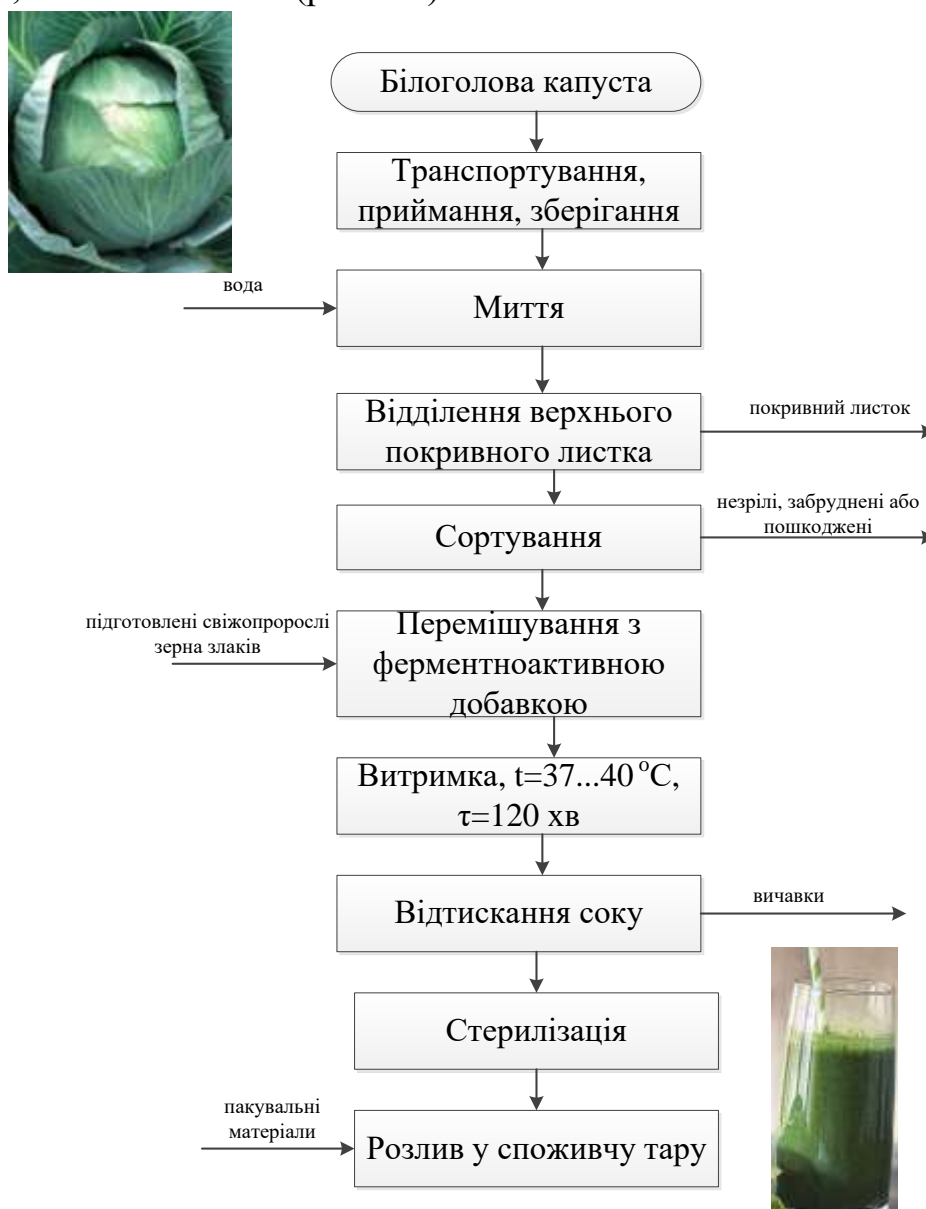 Білоголова капуста
Транспортування,
приймання, зберігання
вода
Миття
Відділення верхнього
покривного листка
покривний листок
Сортування
незрілі, забруднені або
пошкоджені
підготовлені свіжопророслі
зерна злаків
Перемішування з
ферментноактивною
добавкою
Витримка, t=37...40 °C,
τ=120 хв
Відтискання соку
вичавки
Стерилізація
пакувальні
матеріали
Розлив у споживчу тару